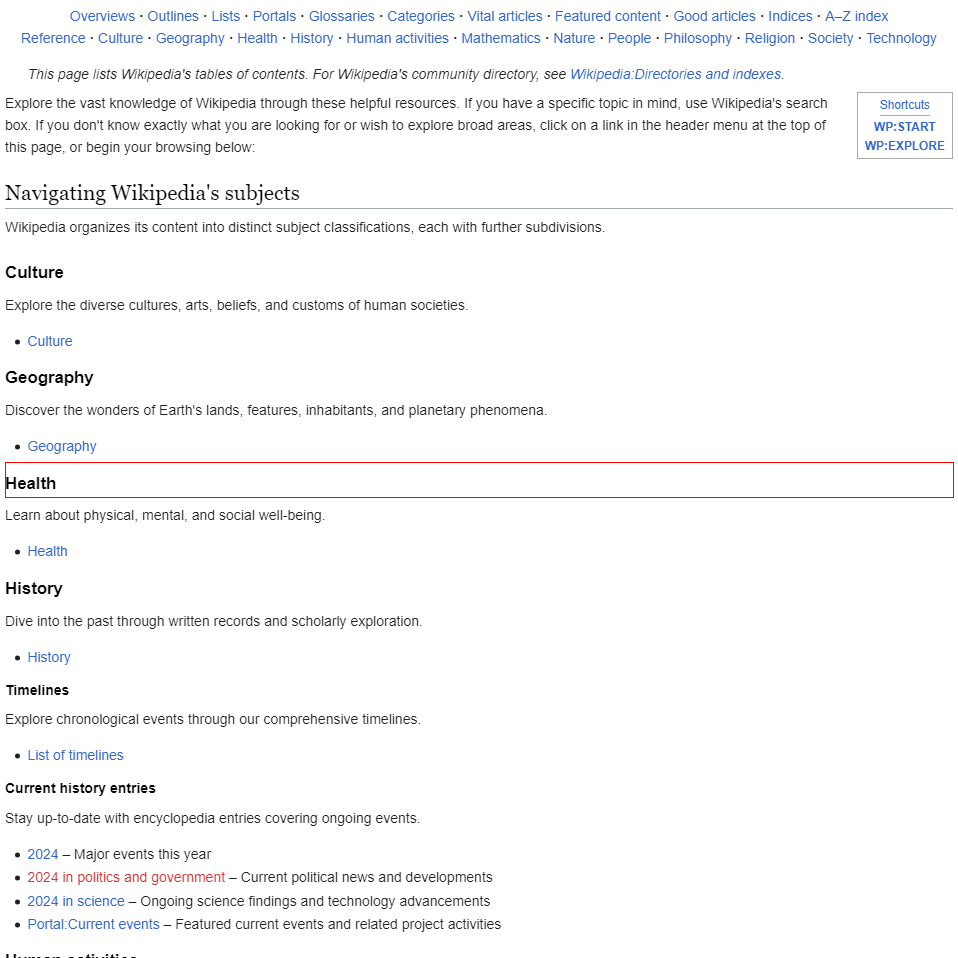 Overviews · Outlines · Lists · Portals · Glossaries · Categories · Vital articles · Featured content · Good articles · Indices · A–Z index
Reference · Culture · Geography · Health · History · Human activities · Mathematics · Nature · People · Philosophy · Religion · Society · Technology
This page lists Wikipedia's tables of contents. For Wikipedia's community directory, see Wikipedia:Directories and indexes.
Explore the vast knowledge of Wikipedia through these helpful resources. If you have a specific topic in mind, use Wikipedia's search
box. If you don't know exactly what you are looking for or wish to explore broad areas, click on a link in the header menu at the top of
this page, or begin your browsing below:
Shortcuts
WP:START
WP:EXPLORE
Navigating Wikipedia's subjects
Wikipedia organizes its content into distinct subject classifications, each with further subdivisions.
Culture
Explore the diverse cultures, arts, beliefs, and customs of human societies.
• Culture
Geography
Discover the wonders of Earth's lands, features, inhabitants, and planetary phenomena.
• Geography
Health
Learn about physical, mental, and social well-being.
• Health
History
Dive into the past through written records and scholarly exploration.
• History
Timelines
Explore chronological events through our comprehensive timelines.
• List of timelines
Current history entries
Stay up-to-date with encyclopedia entries covering ongoing events.
• 2024 – Major events this year
• 2024 in politics and government – Current political news and developments
• 2024 in science – Ongoing science findings and technology advancements
• Portal:Current events – Featured current events and related project activities
Human activities